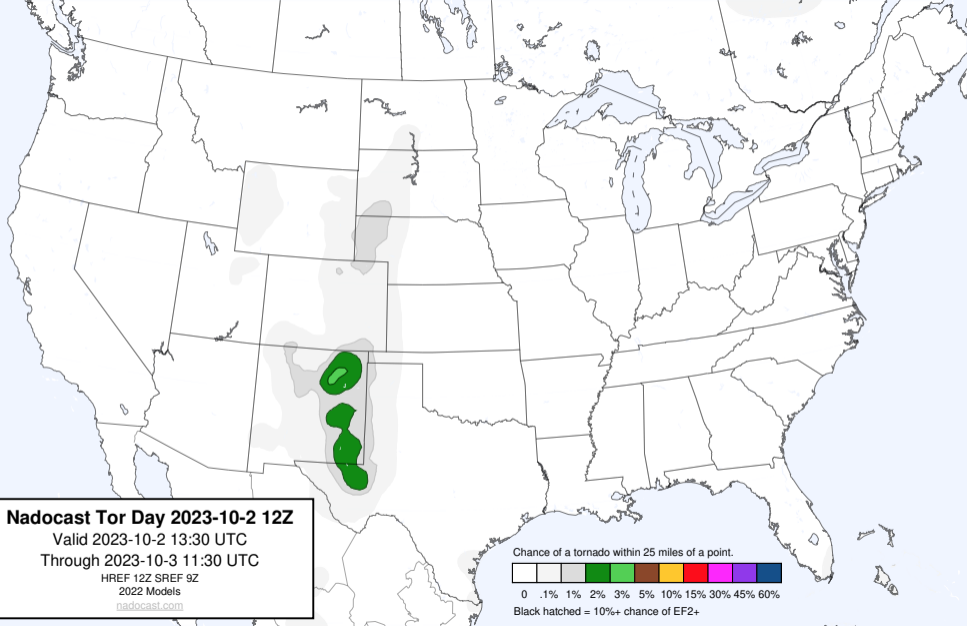 Nadocast Tor Day 2023-10-2 12Z
Valid 2023-10-2 13:30 UTC
Through 2023-10-3 11:30 UTC
HREF 12Z SREF 9Z
2022 Models
nadocast.com
Chance of a tornado within 25 miles of a point.
0 .1% 1% 2% 3% 5% 10% 15% 30% 45% 60%
Black hatched = 10%+ chance of EF2+